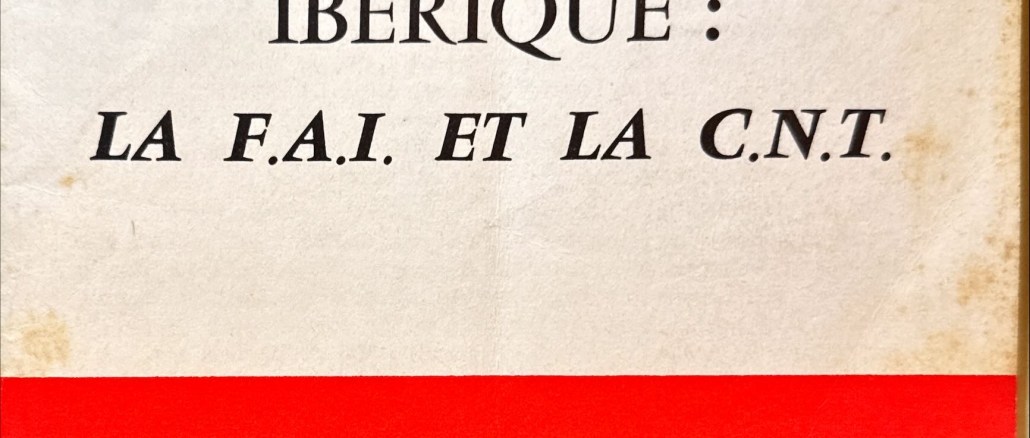 IBÉRIQUE :
LA F.A.I. ET LA C.N.T.